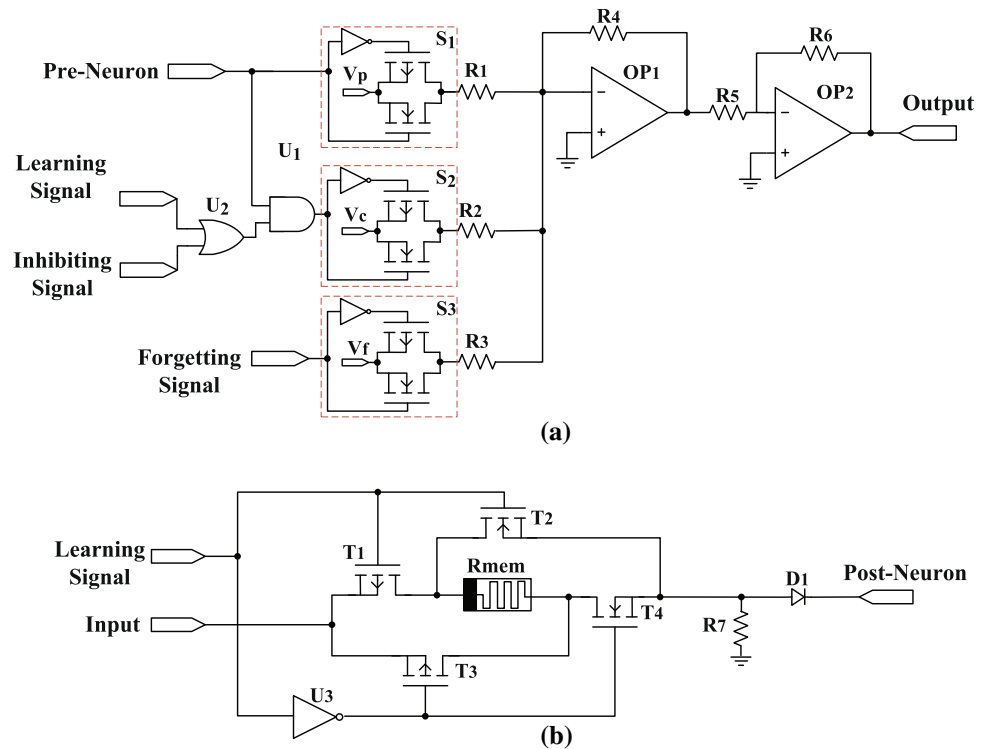 R4
R6
S1
Pre-Neuron
Vp
R1
OP1
R5
OP2
Output
U1
Learning
Signal
U2
S2
Vc
R2
Inhibiting
Signal
S3
Vf
R3
Forgetting
Signal
(a)
T2
Learning
Signal
T1
Rmem
D1
Post-Neuron
Input
T4
R7
T3
U3
(b)